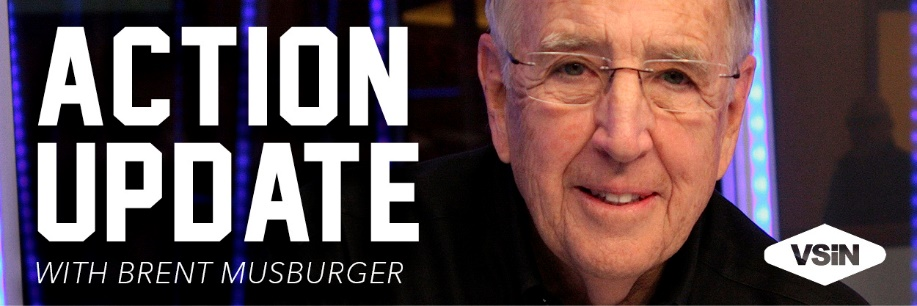 ACTION
UPDATE
WITH BRENT MUSBURGER
VSiN